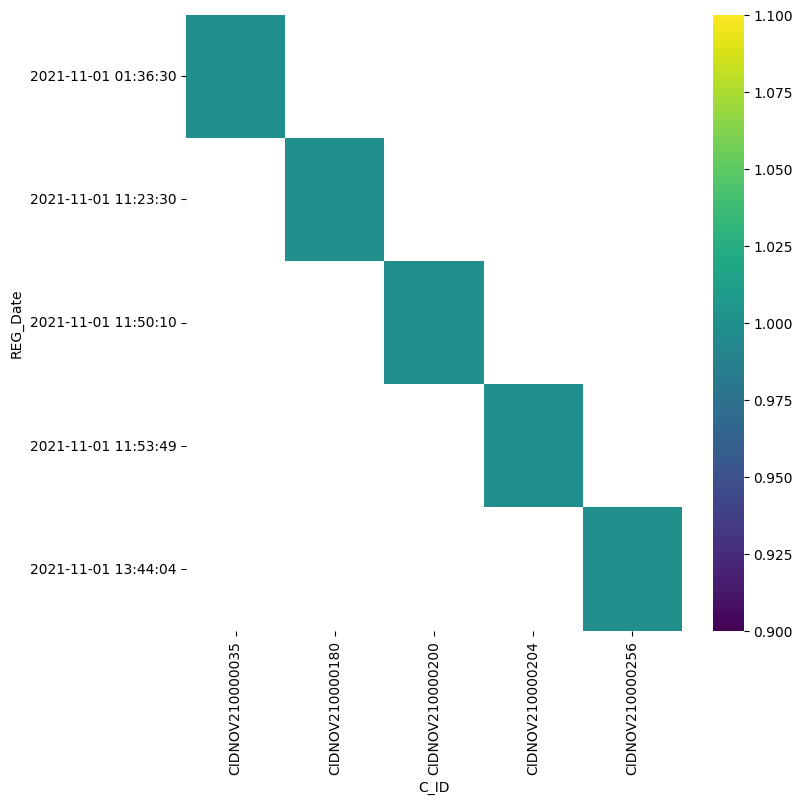 2021-11-01 01:36:30
2021-11-01 11:23:30
2021-11-01 11:50:10
2021-11-01 11:53:49
2021-11-01 13:44:04
REG_Date
CIDNOV210000035
CIDNOV210000180
CIDNOV210000200
CIDNOV210000204
CIDNOV210000256
C_ID
1.100
1.075
1.050
1.025
1.000
0.975
0.950
0.925
0.900